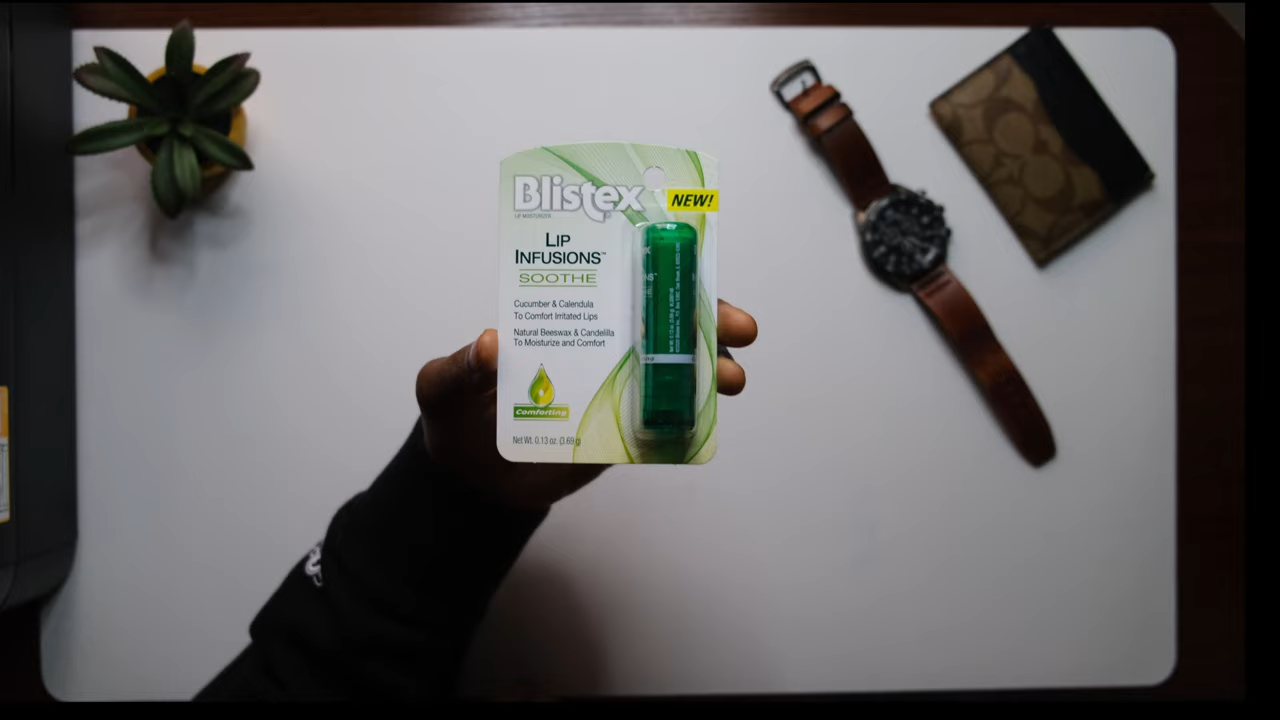 Blistex
LIP MOISTURIZER
NEW!
LIP
INFUSIONS™
SOOTHE
Cucumber & Calendula
To Comfort Irritated Lips
Natural Beeswax & Candelilla
To Moisturize and Comfort
Comforting
Net Wt. 0.13 oz. (3.69 g)